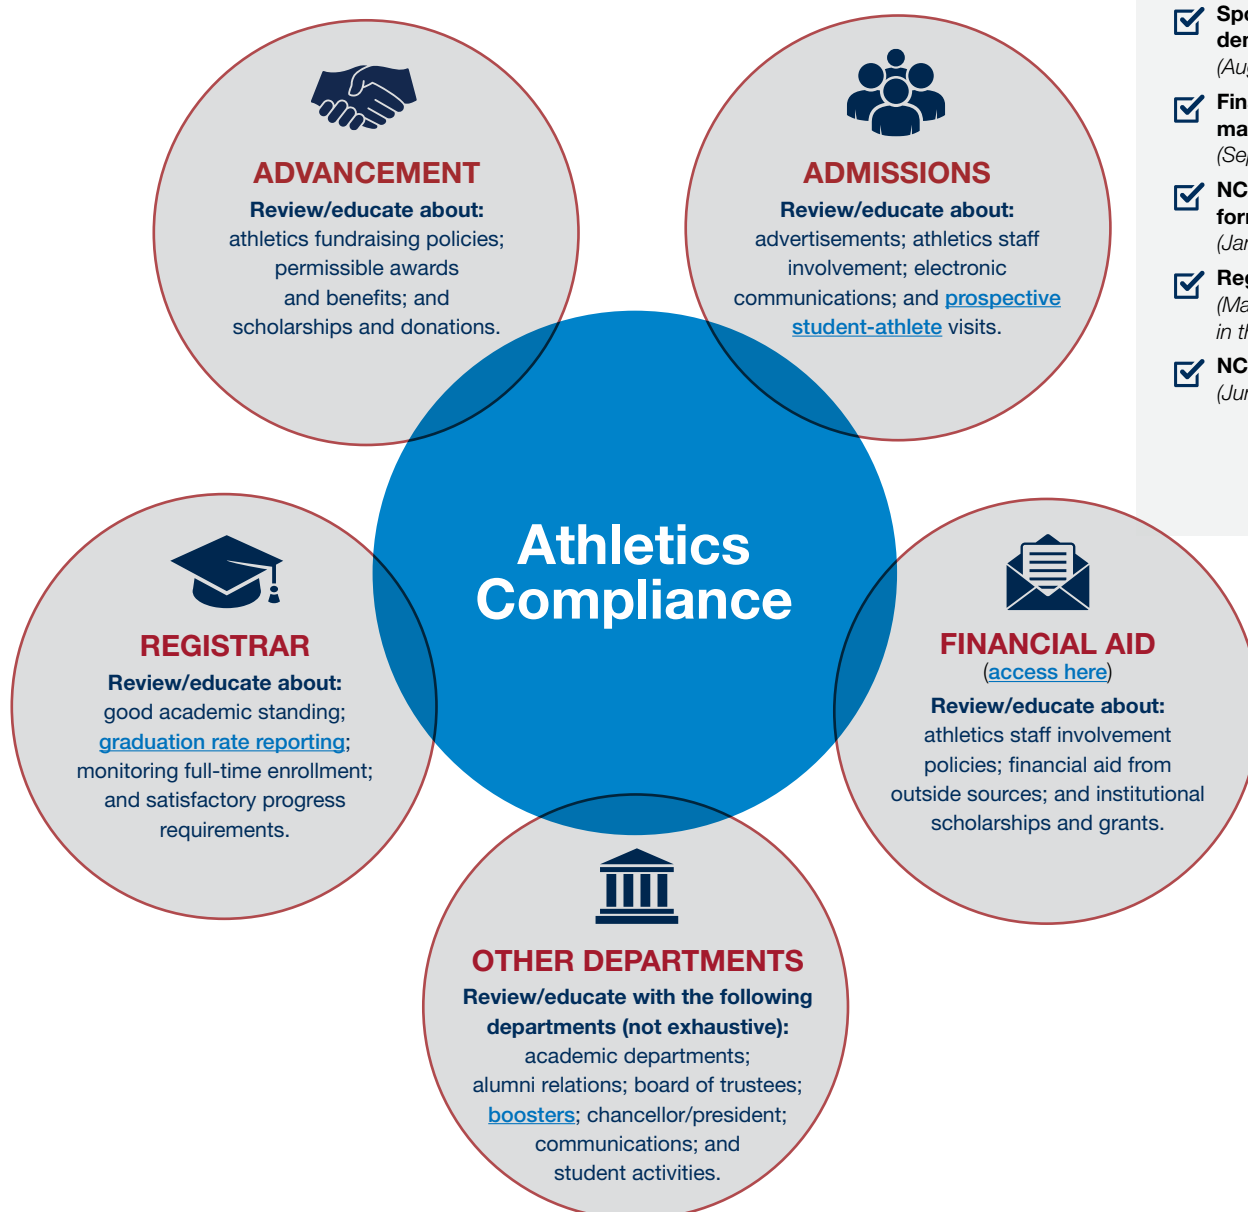 ADVANCEMENT
Review/educate about:
athletics fundraising policies;
permissible awards
and benefits; and
scholarships and donations.
ADMISSIONS
Review/educate about:
advertisements; athletics staff
involvement; electronic
communications; and prospective
student-athlete visits.
Athletics
Compliance
REGISTRAR
Review/educate about:
good academic standing;
graduation rate reporting;
monitoring full-time enrollment;
and satisfactory progress
requirements.
FINANCIAL AID
(access here)
Review/educate about:
athletics staff involvement
policies; financial aid from
outside sources; and institutional
scholarships and grants.
OTHER DEPARTMENTS
Review/educate with the following
departments (not exhaustive):
academic departments;
alumni relations; board of trustees;
boosters; chancellor/president;
communications; and
student activities.
in